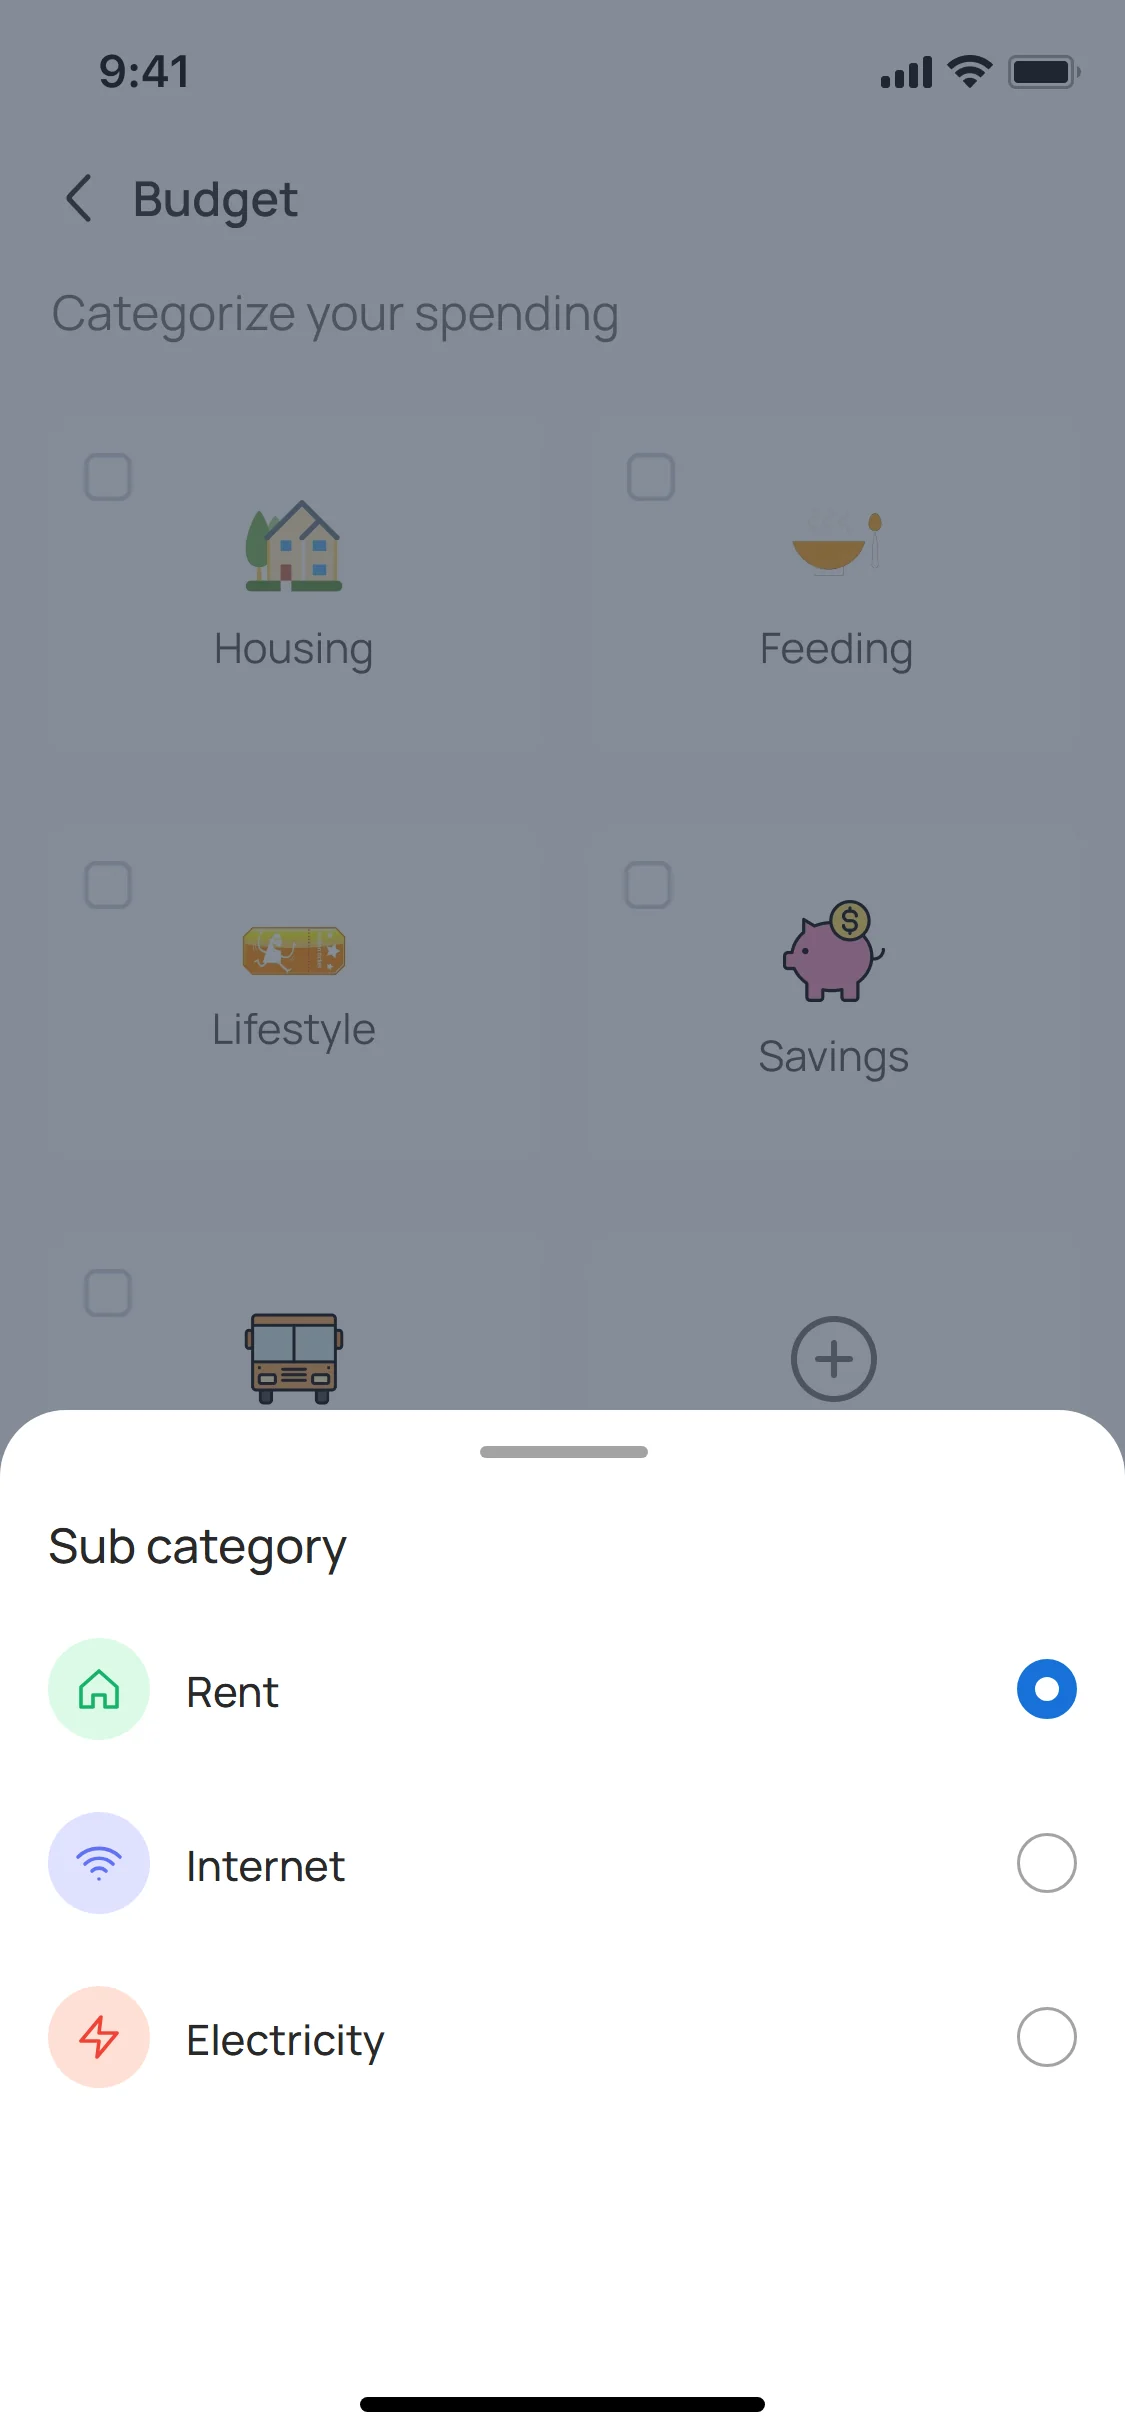 9:41
Budget
Categorize your spending
Housing
Feeding
Lifestyle
$
Savings
Sub category
Rent
Internet
Electricity